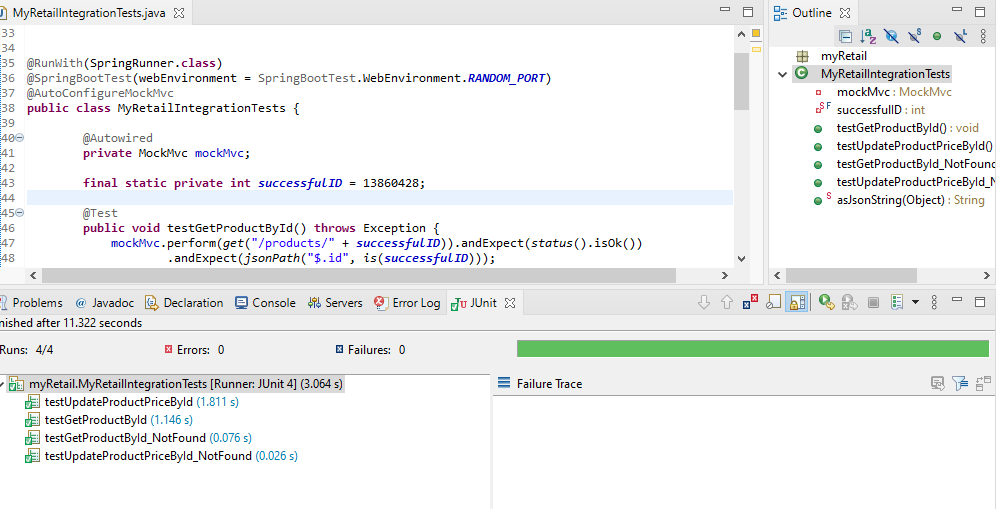 MyRetailIntegrationTests.java
33
34
35 @RunWith(SpringRunner.class)
36 @SpringBootTest(webEnvironment = SpringBootTest.WebEnvironment.RANDOM_PORT)
37 @AutoConfigureMockMvc
38 public class MyRetailIntegrationTests {
39
40 @Autowired
41 private MockMvc mockMvc;
42
43 final static private int successfulID = 13860428;
44
45 @Test
46 public void testGetProductById() throws Exception {
47 mockMvc.perform(get("/products/" + successfulID)).andExpect(status().isOk())
48 .andExpect(jsonPath("$.id", is(successfulID)));
Outline
myRetail
MyRetailIntegrationTests
mockMvc : MockMvc
successfulID : int
testGetProductById() : void
testUpdateProductPriceById()
testGetProductById_NotFound
testUpdateProductPriceById_N
asJsonString(Object) : String
Problems @ Javadoc Declaration Console Servers Error Log JUnit
nished after 11.322 seconds
Runs: 4/4 Errors: 0 Failures: 0
myRetail.MyRetailIntegrationTests [Runner: JUnit 4] (3.064 s)
testUpdateProductPriceById (1.811 s)
testGetProductById (1.146 s)
testGetProductById_NotFound (0.076 s)
testUpdateProductPriceById_NotFound (0.026 s)
Failure Trace